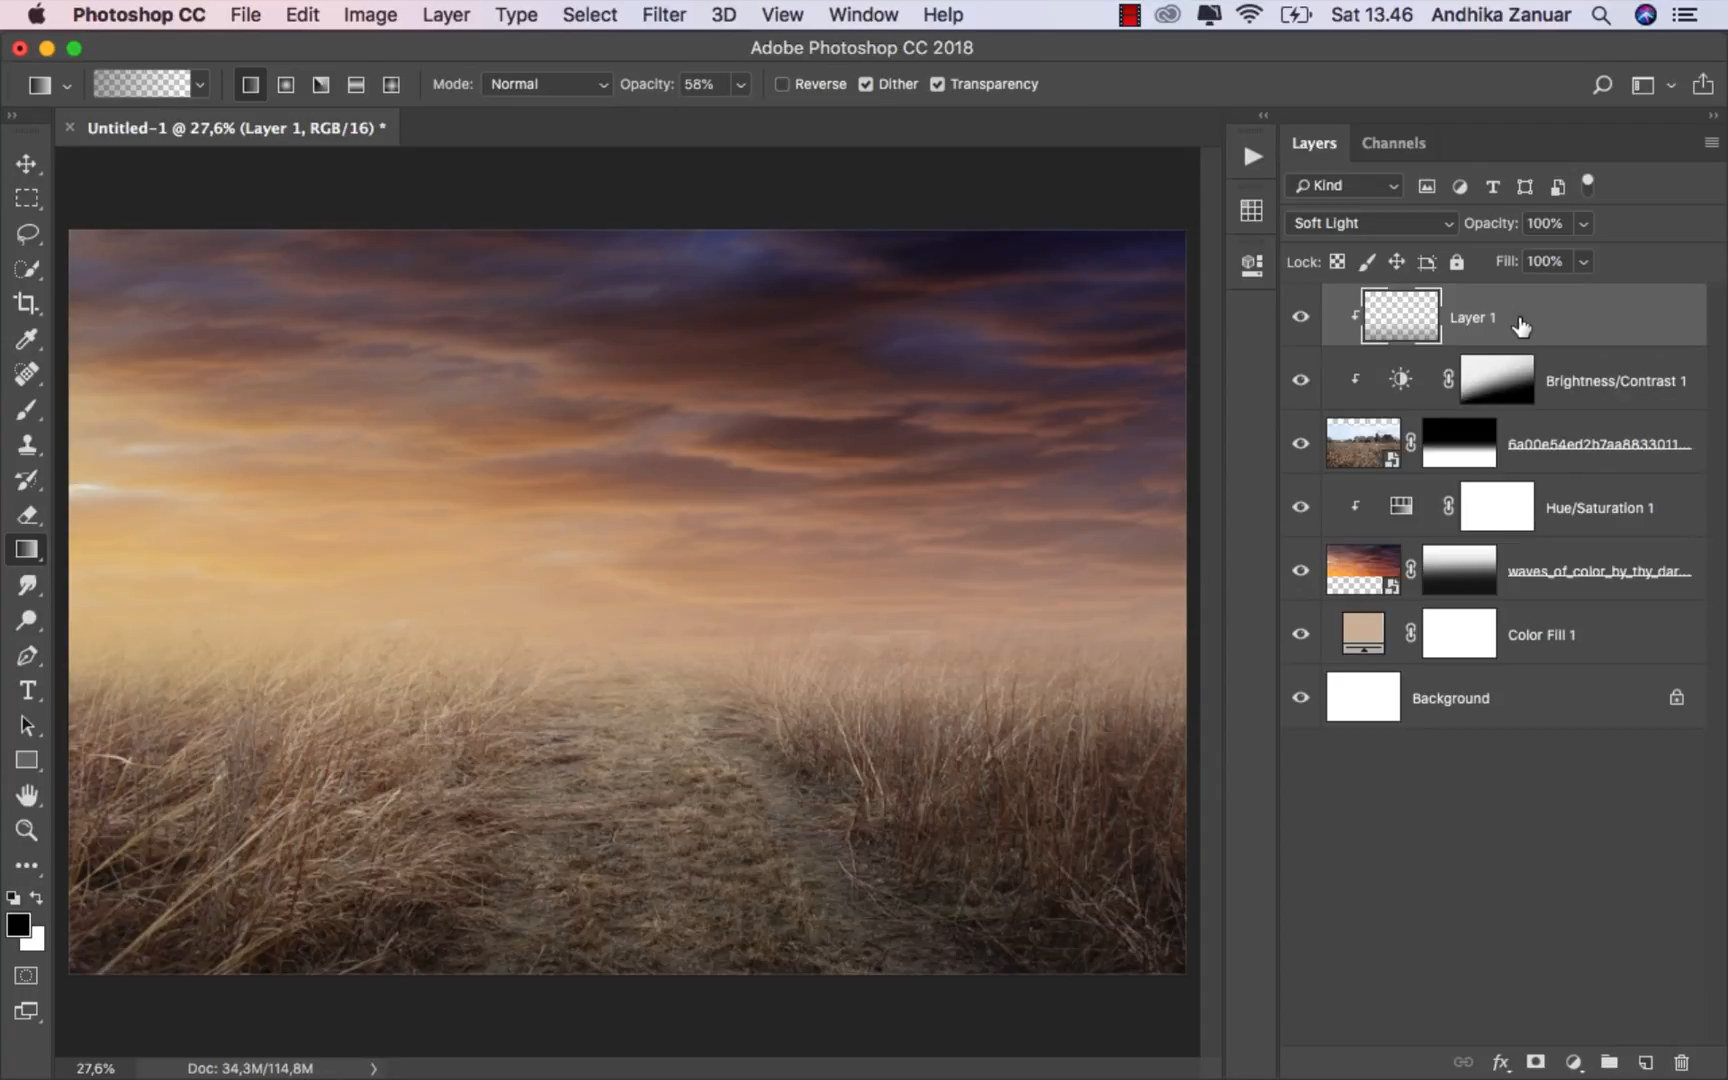 Photoshop CC File Edit Image Layer Type Select Filter 3D View Window Help Sat 13.46 Andhika Zanuar
Adobe Photoshop CC 2018
Mode: Normal Opacity: 58% Reverse Dither Transparency
Untitled-1 @ 27,6% (Layer 1, RGB/16) *
Layers Channels
Kind
Soft Light Opacity: 100%
Lock: Fill: 100%
Layer 1
Brightness/Contrast 1
6a00e54ed2b7aa8833011...
Hue/Saturation 1
waves_of_color_by_thy_dar...
Color Fill 1
Background
27,6% Doc: 34,3M/114,8M